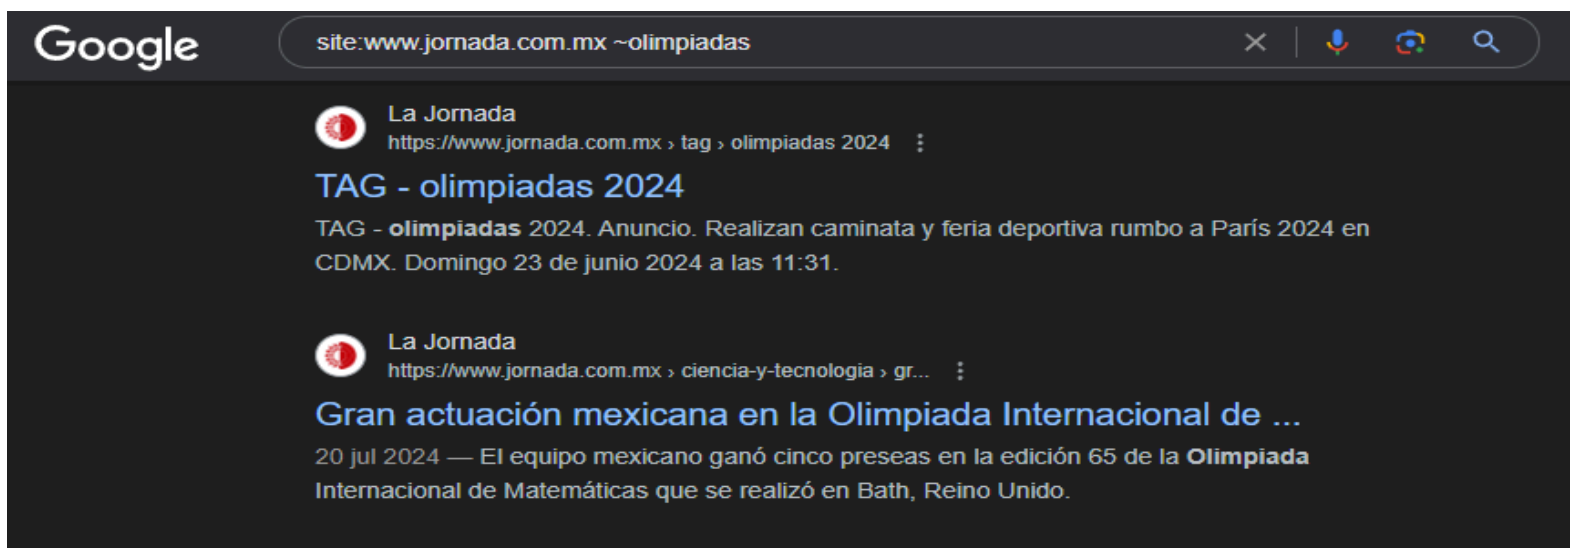 Google
site:www.jornada.com.mx ~olimpiadas
La Jornada
https://www.jornada.com.mx › tag › olimpiadas 2024
TAG - olimpiadas 2024
TAG - olimpiadas 2024. Anuncio. Realizan caminata y feria deportiva rumbo a París 2024 en
CDMX. Domingo 23 de junio 2024 a las 11:31.
La Jornada
https://www.jornada.com.mx › ciencia-y-tecnologia › gr...
Gran actuación mexicana en la Olimpiada Internacional de ...
20 jul 2024 — El equipo mexicano ganó cinco preseas en la edición 65 de la Olimpiada
Internacional de Matemáticas que se realizó en Bath, Reino Unido.